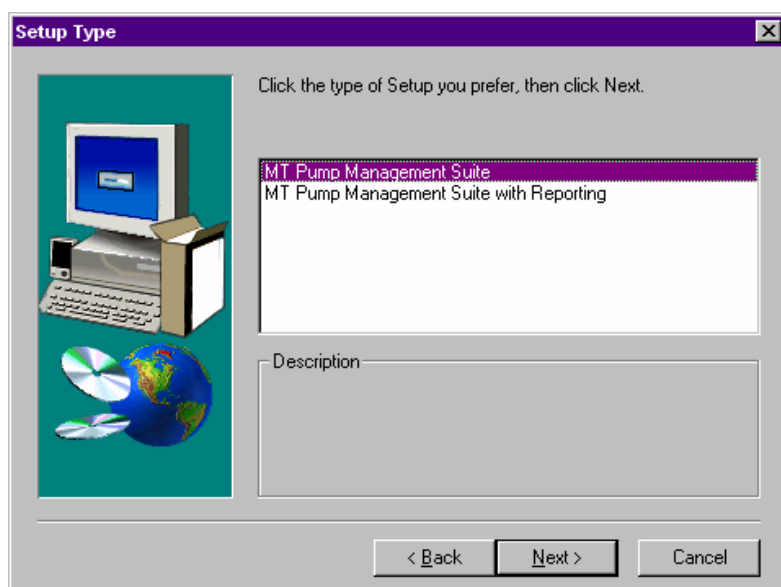 Setup Type
Click the type of Setup you prefer, then click Next.
MT Pump Management Suite
MT Pump Management Suite with Reporting
Description
< Back
Next >
Cancel